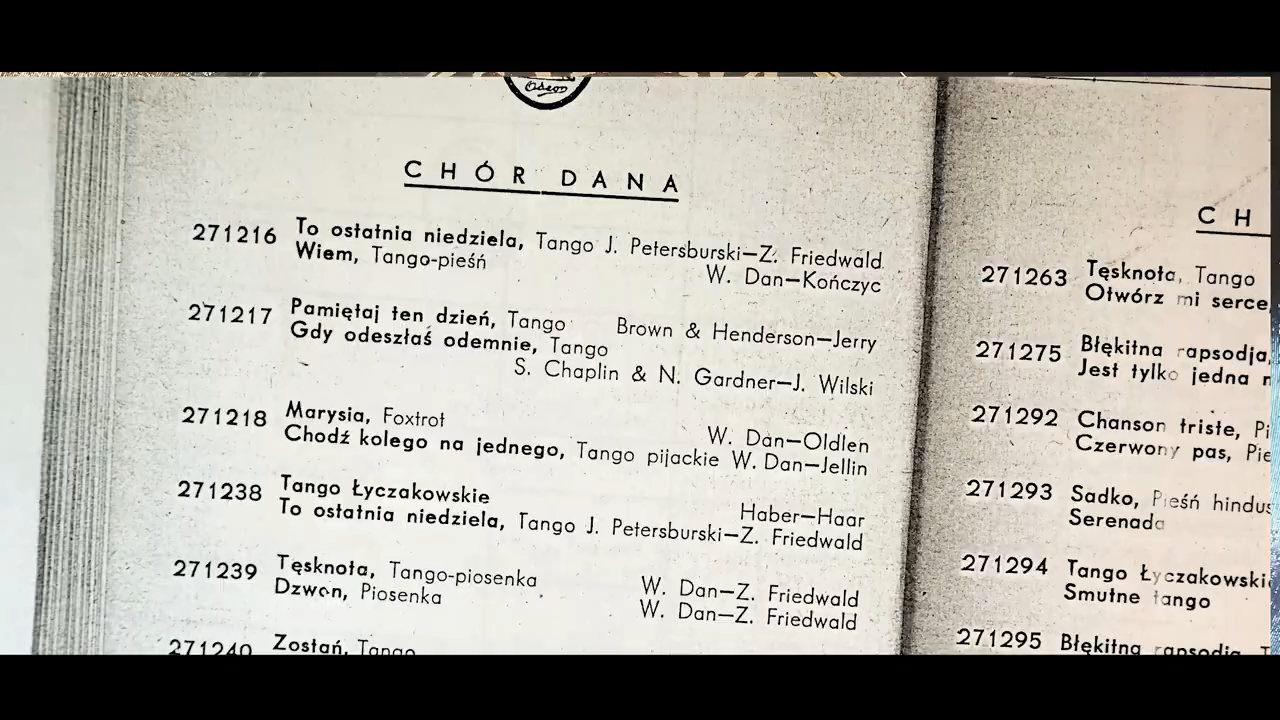 Odeon
CHÓR DANA
271216 To ostatnia niedziela, Tango J. Petersburski—Z. Friedwald
Wiem, Tango-pieśń W. Dan—Kończyc
271217 Pamiętaj ten dzień, Tango Brown & Henderson—Jerry
Gdy odeszłaś odemnie, Tango
S. Chaplin & N. Gardner—J. Wilski
271218 Marysia, Foxtrot W. Dan—Oldlen
Chodź kolego na jednego, Tango pijackie W. Dan—Jellin
271238 Tango Łyczakowskie Haber—Haar
To ostatnia niedziela, Tango J. Petersburski—Z. Friedwald
271239 Tęsknota, Tango-piosenka W. Dan—Z. Friedwald
Dzwon, Piosenka W. Dan—Z. Friedwald
271240 Zostań, Tango
C H
271263 Tęsknota, Tango
Otwórz mi serce,
271275 Błękitna rapsodja,
Jest tylko jedna
271292 Chanson triste,
Czerwony pas,
271293 Sadko, Pieśń
Serenada
271294 Tango
Smutne tango
271295 Błękitna rapsodja,